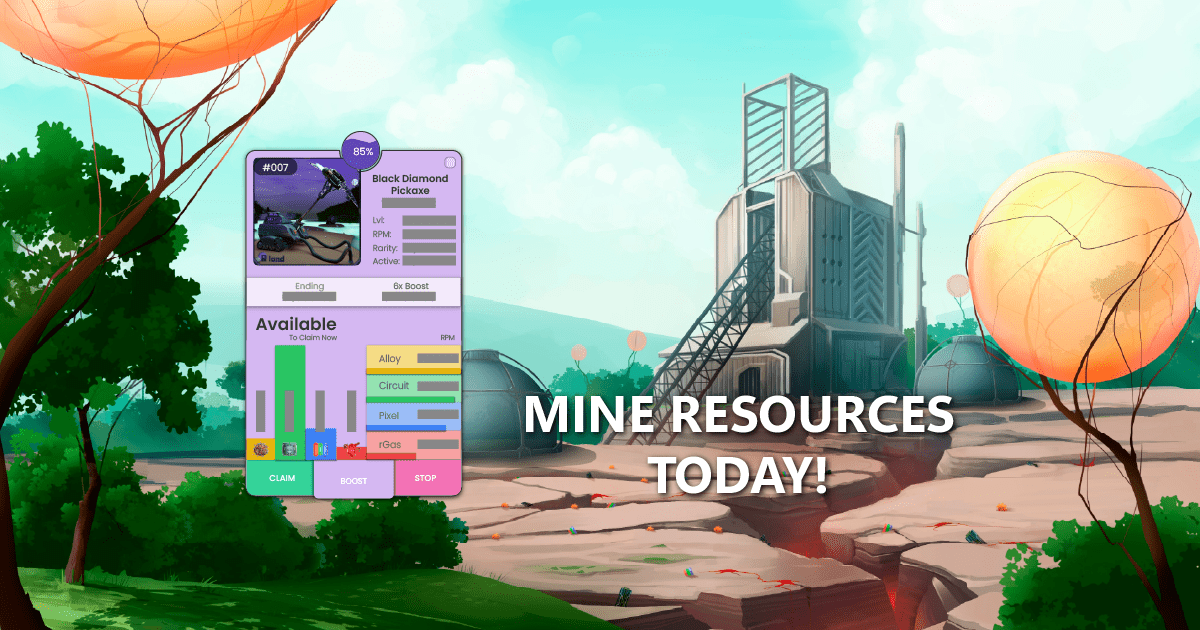 85%
#007
Black Diamond
Pickaxe
Lvl:
RPM:
Rarity:
Active:
land
Ending
6x Boost
Available
To Claim Now
RPM
Alloy
Circuit
Pixel
rGas
CLAIM
BOOST
STOP
MINE RESOURCES
TODAY!